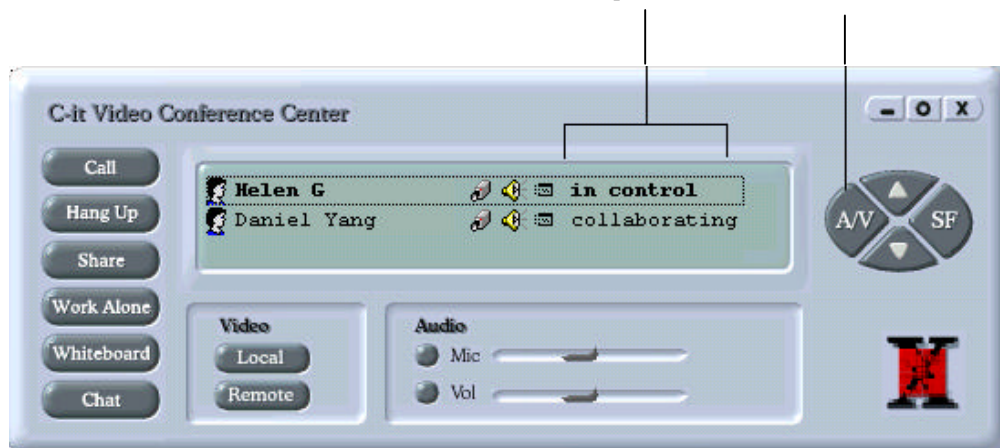 C-it Video Conference Center
Call
Hang Up
Share
Work Alone
Whiteboard
Chat
Helen G in control
Daniel Yang collaborating
A/V
SF
Video
Local
Remote
Audio
Mic
Vol